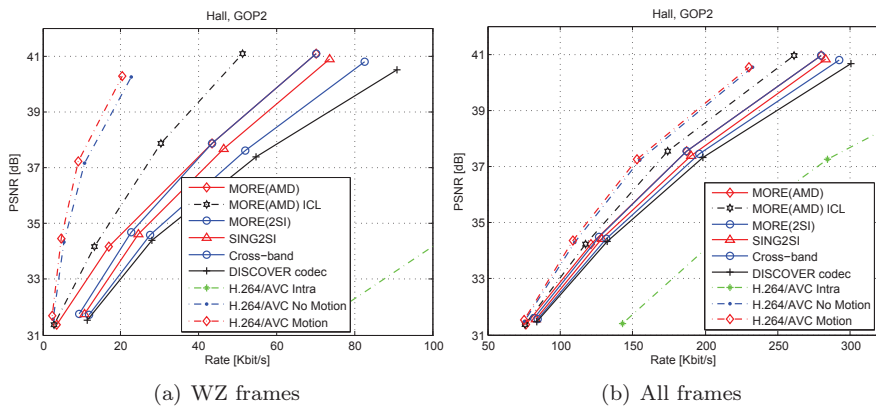 Hall, GOP2
PSNR [dB]
41
39
37
35
33
31
0 20 40 60 80 100
Rate [Kbit/s]
MORE(AMD)
MORE(AMD) ICL
MORE(2SI)
SING2SI
Cross−band
DISCOVER codec
H.264/AVC Intra
H.264/AVC No Motion
H.264/AVC Motion
(a) WZ frames
Hall, GOP2
PSNR [dB]
41
39
37
35
33
31
50 100 150 200 250 300
Rate [Kbit/s]
MORE(AMD)
MORE(AMD) ICL
MORE(2SI)
SING2SI
Cross−band
DISCOVER codec
H.264/AVC Intra
H.264/AVC No Motion
H.264/AVC Motion
(b) All frames